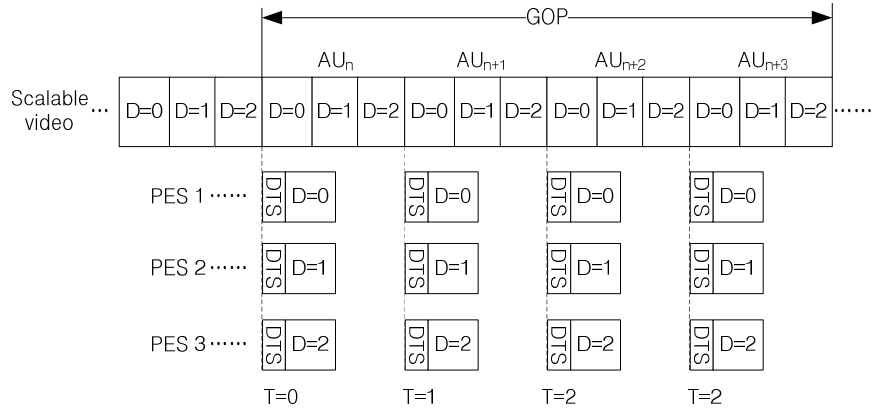 GOP
AUn AUn+1 AUn+2 AUn+3
Scalable video ··· D=0 D=1 D=2 D=0 D=1 D=2 D=0 D=1 D=2 D=0 D=1 D=2 D=0 D=1 D=2 ······
PES 1 ······ DTS D=0 DTS D=0 DTS D=0 DTS D=0
PES 2 ······ DTS D=1 DTS D=1 DTS D=1 DTS D=1
PES 3 ······ DTS D=2 DTS D=2 DTS D=2 DTS D=2
T=0 T=1 T=2 T=2